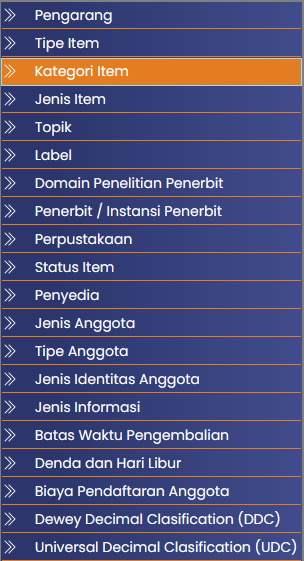 Pengarang
Tipe Item
Kategori Item
Jenis Item
Topik
Label
Domain Penelitian Penerbit
Penerbit / Instansi Penerbit
Perpustakaan
Status Item
Penyedia
Jenis Anggota
Tipe Anggota
Jenis Identitas Anggota
Jenis Informasi
Batas Waktu Pengembalian
Denda dan Hari Libur
Biaya Pendaftaran Anggota
Dewey Decimal Clasification (DDC)
Universal Decimal Clasification (UDC)